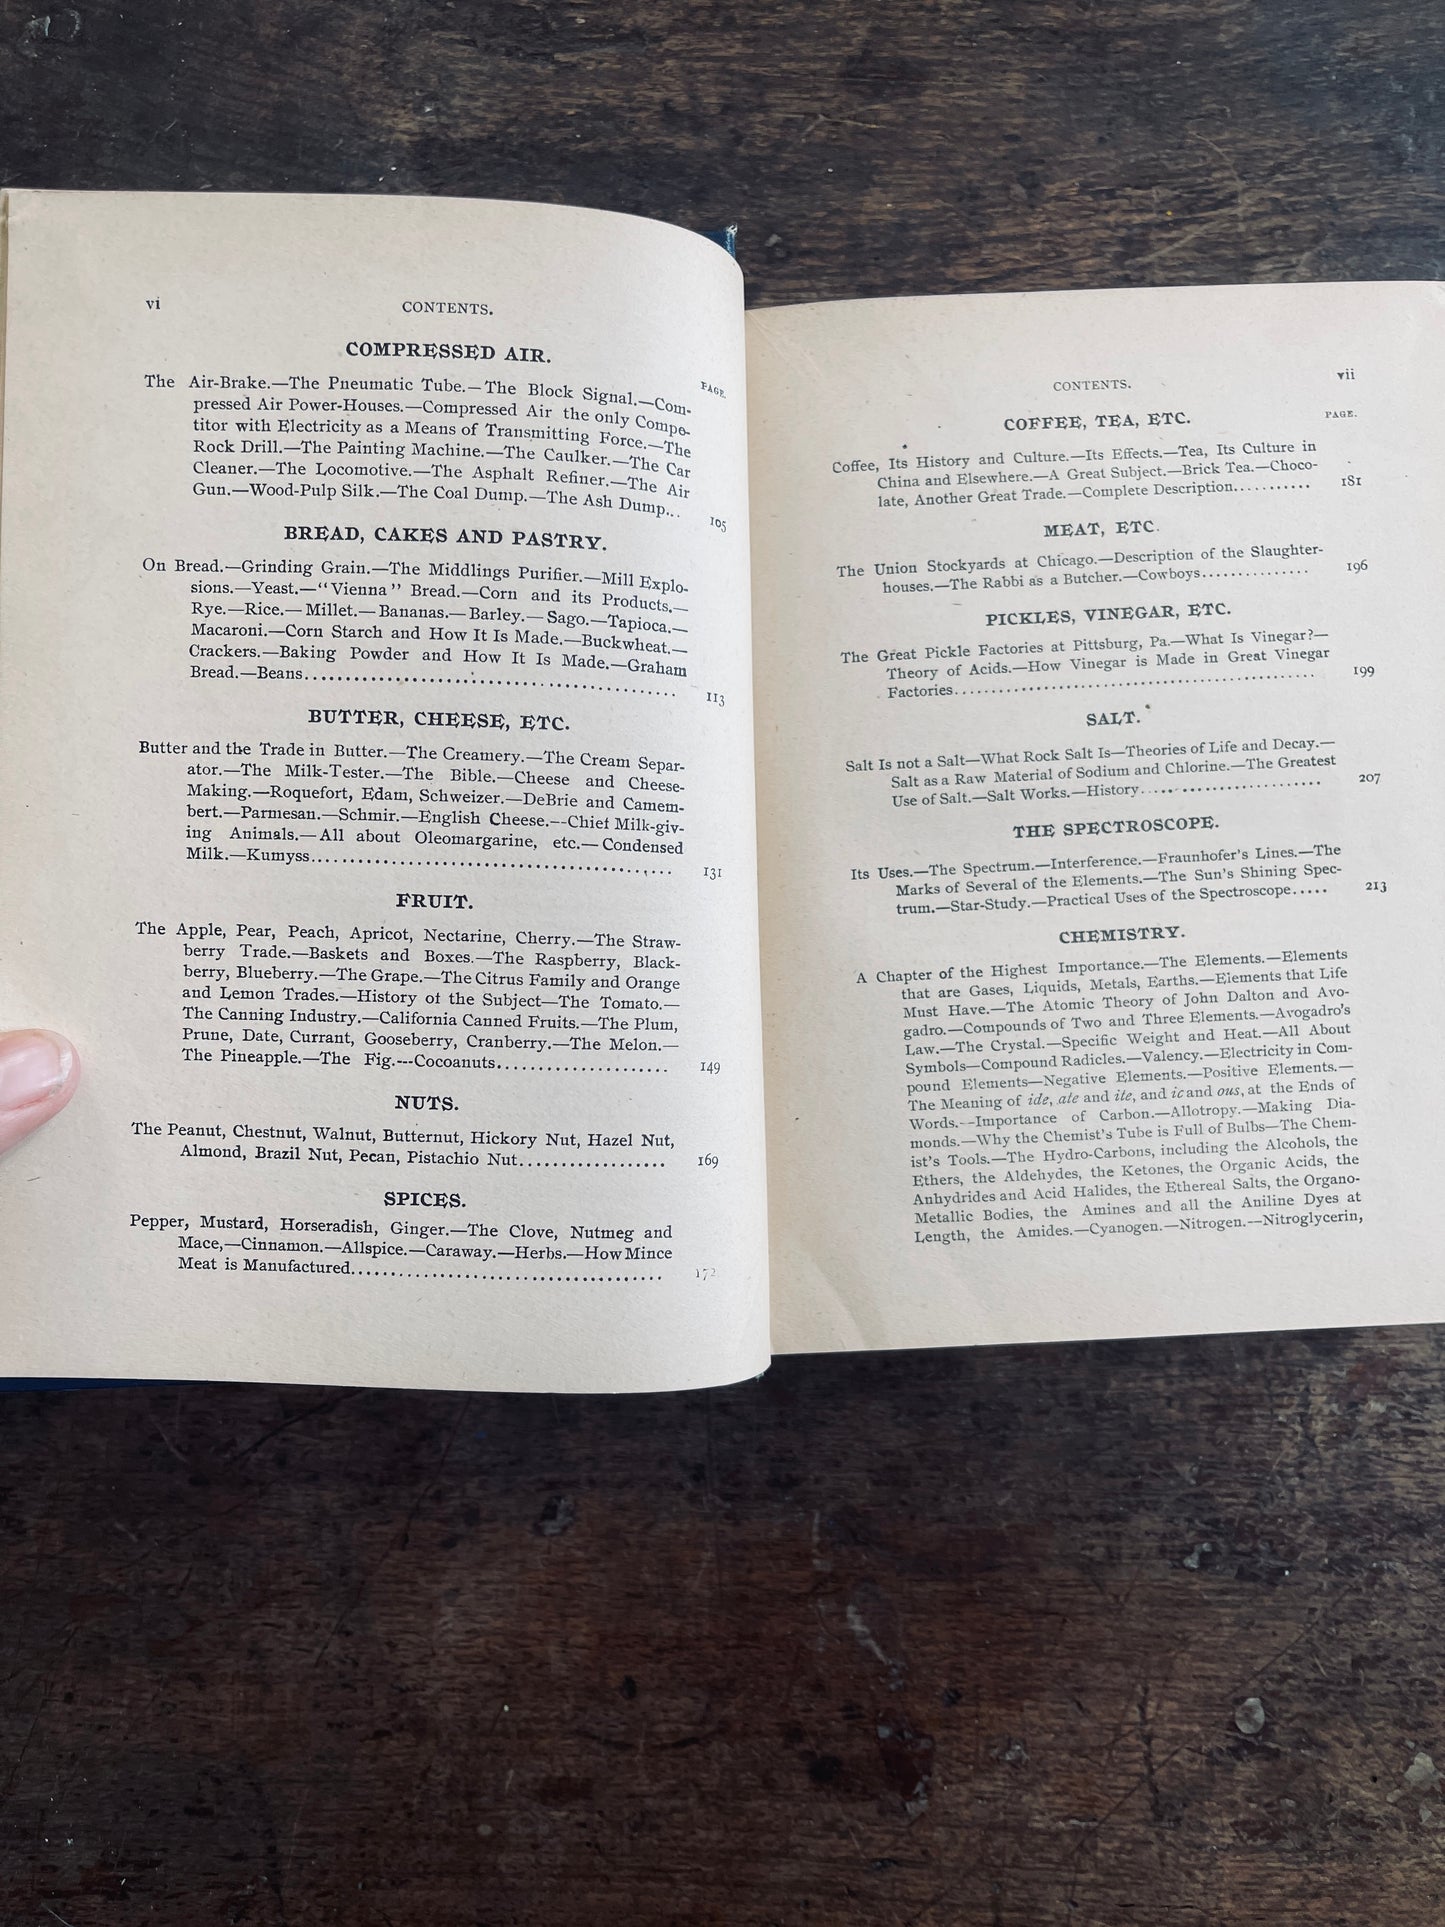 vi
CONTENTS.
COMPRESSED AIR.
PAGE.
The Air-Brake.—The Pneumatic Tube.—The Block Signal.—Com-
pressed Air Power-Houses.—Compressed Air the only Compe-
titor with Electricity as a Means of Transmitting Force.—The
Rock Drill.—The Painting Machine.—The Caulker.—The Car
Cleaner.—The Locomotive.—The Asphalt Refiner.—The Air
Gun.—Wood-Pulp Silk.—The Coal Dump.—The Ash Dump... 105
BREAD, CAKES AND PASTRY.
On Bread.—Grinding Grain.—The Middlings Purifier.—Mill Explo-
sions.—Yeast.—“Vienna” Bread.—Corn and its Products.—
Rye.—Rice.—Millet.—Bananas.—Barley.—Sago.—Tapioca.—
Macaroni.—Corn Starch and How It Is Made.—Buckwheat.—
Crackers.—Baking Powder and How It Is Made.—Graham
Bread.—Beans........................................ 113
BUTTER, CHEESE, ETC.
Butter and the Trade in Butter.—The Creamery.—The Cream Separ-
ator.—The Milk-Tester.—The Bible.—Cheese and Cheese-
Making.—Roquefort, Edam, Schweizer.—DeBrie and Camem-
bert.—Parmesan.—Schmir.—English Cheese.--Chief Milk-giv-
ing Animals.—All about Oleomargarine, etc.—Condensed
Milk.—Kumyss........................................ 131
FRUIT.
The Apple, Pear, Peach, Apricot, Nectarine, Cherry.—The Straw-
berry Trade.—Baskets and Boxes.—The Raspberry, Black-
berry, Blueberry.—The Grape.—The Citrus Family and Orange
and Lemon Trades.—History of the Subject—The Tomato.—
The Canning Industry.—California Canned Fruits.—The Plum,
Prune, Date, Currant, Gooseberry, Cranberry.—The Melon.—
The Pineapple.—The Fig.---Cocoanuts..................... 149
NUTS.
The Peanut, Chestnut, Walnut, Butternut, Hickory Nut, Hazel Nut,
Almond, Brazil Nut, Pecan, Pistachio Nut.................. 169
SPICES.
Pepper, Mustard, Horseradish, Ginger.—The Clove, Nutmeg and
Mace,—Cinnamon.—Allspice.—Caraway.—Herbs.—How Mince
Meat is Manufactured.................................... 172
CONTENTS.
vii
COFFEE, TEA, ETC.
PAGE.
Coffee, Its History and Culture.—Its Effects.—Tea, Its Culture in
China and Elsewhere.—A Great Subject.—Brick Tea.—Choco-
late, Another Great Trade.—Complete Description........... 181
MEAT, ETC.
The Union Stockyards at Chicago.—Description of the Slaughter-
houses.—The Rabbi as a Butcher.—Cowboys............... 196
PICKLES, VINEGAR, ETC.
The Great Pickle Factories at Pittsburg, Pa.—What Is Vinegar?—
Theory of Acids.—How Vinegar is Made in Great Vinegar
Factories........................................ 199
SALT.
Salt Is not a Salt—What Rock Salt Is—Theories of Life and Decay.—
Salt as a Raw Material of Sodium and Chlorine.—The Greatest
Use of Salt.—Salt Works.—History..................... 207
THE SPECTROSCOPE.
Its Uses.—The Spectrum.—Interference.—Fraunhofer's Lines.—The
Marks of Several of the Elements.—The Sun's Shining Spec-
trum.—Star-Study.—Practical Uses of the Spectroscope..... 213
CHEMISTRY.
A Chapter of the Highest Importance.—The Elements.—Elements
that are Gases, Liquids, Metals, Earths.—Elements that Life
Must Have.—The Atomic Theory of John Dalton and Avo-
gadro.—Compounds of Two and Three Elements.—Avogadro's
Law.—The Crystal.—Specific Weight and Heat.—All About
Symbols—Compound Radicles.—Valency.—Electricity in Com-
pound Elements—Negative Elements.—Positive Elements.—
The Meaning of ide, ate and ite, and ic and ous, at the Ends of
Words.--Importance of Carbon.—Allotropy.—Making Dia-
monds.—Why the Chemist's Tube is Full of Bulbs—The Chem-
ist's Tools.—The Hydro-Carbons, including the Alcohols, the
Ethers, the Aldehydes, the Ketones, the Organic Acids, the
Anhydrides and Acid Halides, the Ethereal Salts, the Organo-
Metallic Bodies, the Amines and all the Aniline Dyes at
Length, the Amides.—Cyanogen.—Nitrogen.--Nitroglycerin,